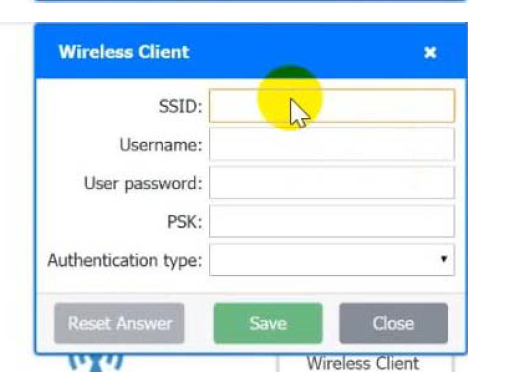 Wireless Client ×
SSID:
Username:
User password:
PSK:
Authentication type:
Reset Answer Save Close
Wireless Client